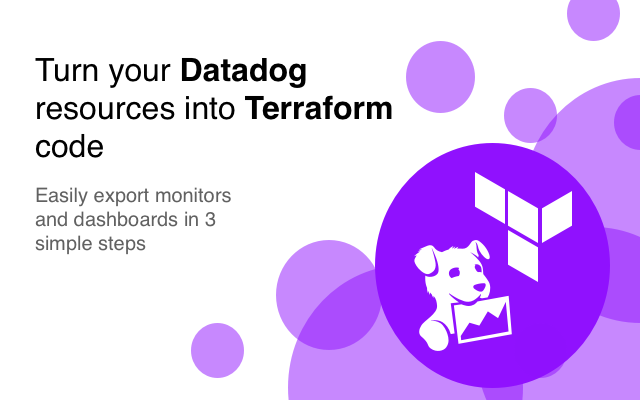 Turn your Datadog
resources into Terraform
code
Easily export monitors
and dashboards in 3
simple steps